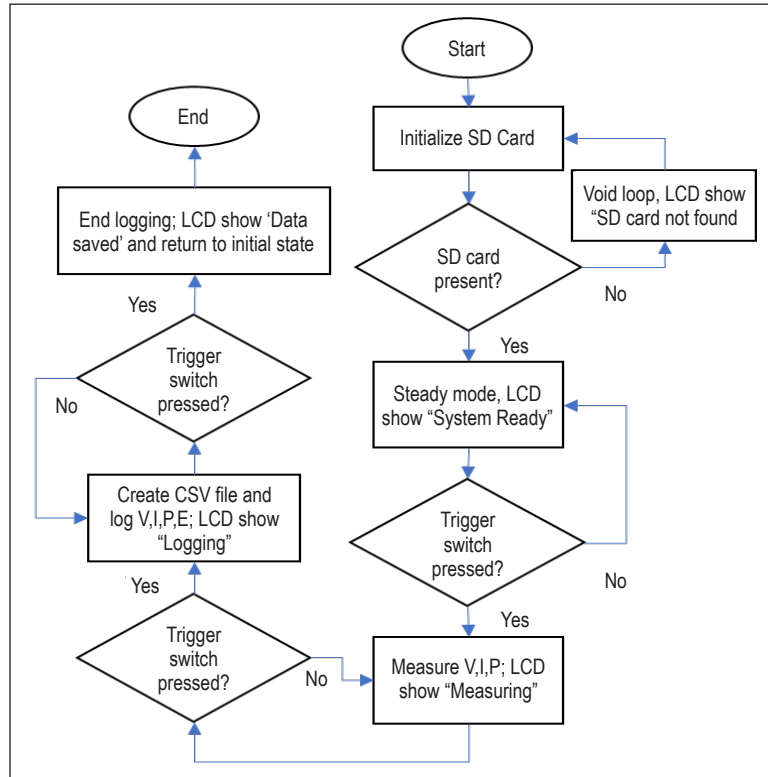 Start
Initialize SD Card
Void loop, LCD show
“SD card not found
SD card
present?
No
Yes
Steady mode, LCD
show “System Ready”
Trigger
switch
pressed?
No
Yes
Measure V,I,P; LCD
show “Measuring”
Trigger
switch
pressed?
No
Yes
Create CSV file and
log V,I,P,E; LCD show
“Logging”
Trigger
switch
pressed?
No
Yes
End logging; LCD show ‘Data
saved’ and return to initial state
End